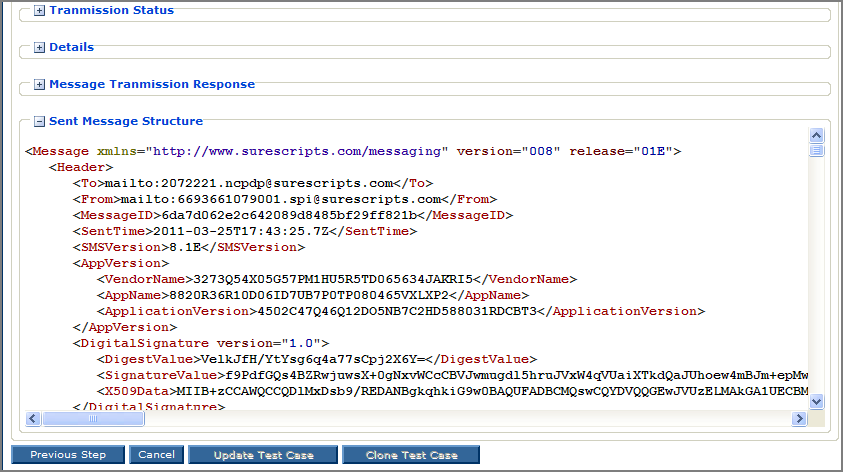 Tranmission Status
Details
Message Tranmission Response
Sent Message Structure
<Message xmlns="http://www.surescripts.com/messaging" version="008" release="01E">
<Header>
<To>mailto:2072221.ncpdp@surescripts.com</To>
<From>mailto:6693661079001.spi@surescripts.com</From>
<MessageID>6da7d062e2c642089d8485bf29ff821b</MessageID>
<SentTime>2011-03-25T17:43:25.7Z</SentTime>
<SMSVersion>8.1E</SMSVersion>
<AppVersion>
<VendorName>3273Q54X05G57PM1HU5R5TD065634JAKRI5</VendorName>
<AppName>8820R36R10D06ID7UB7P0TP080465VXLXP2</AppName>
<ApplicationVersion>4502C47Q46Q12DO5NB7C2HD588031RDCBT3</ApplicationVersion>
</AppVersion>
<DigitalSignature version="1.0">
<DigestValue>VelkJfH/YtYsg6q4a77sCpj2X6Y=</DigestValue>
<SignatureValue>f9PdfGQs4BZRwjuwsX+0gNxvWCcCBVJwmugdl5hruJVxW4qVUaiXTkdQaJUhoew4mBJm+epMw
<X509Data>MIIB+zCCAWQCCQDlMxDsb9/REDANBgkqhkiG9w0BAQUFADBCMQswCQYDVQQGEwJVUzELMAkGA1UECBM
</DigitalSignature>
Previous Step
Cancel
Update Test Case
Clone Test Case